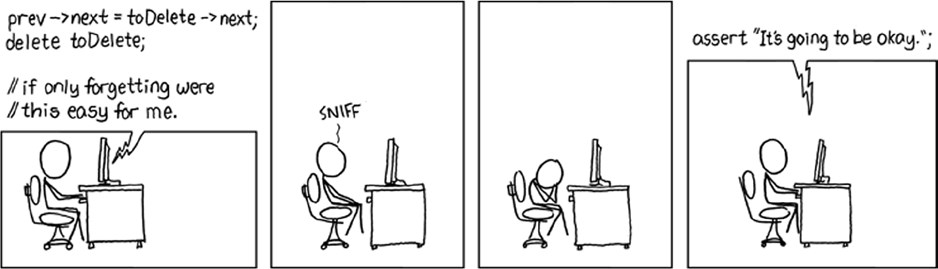 prev->next = toDelete->next;
delete toDelete;
//if only forgetting were
//this easy for me.
SNIFF
assert "It's going to be okay.";